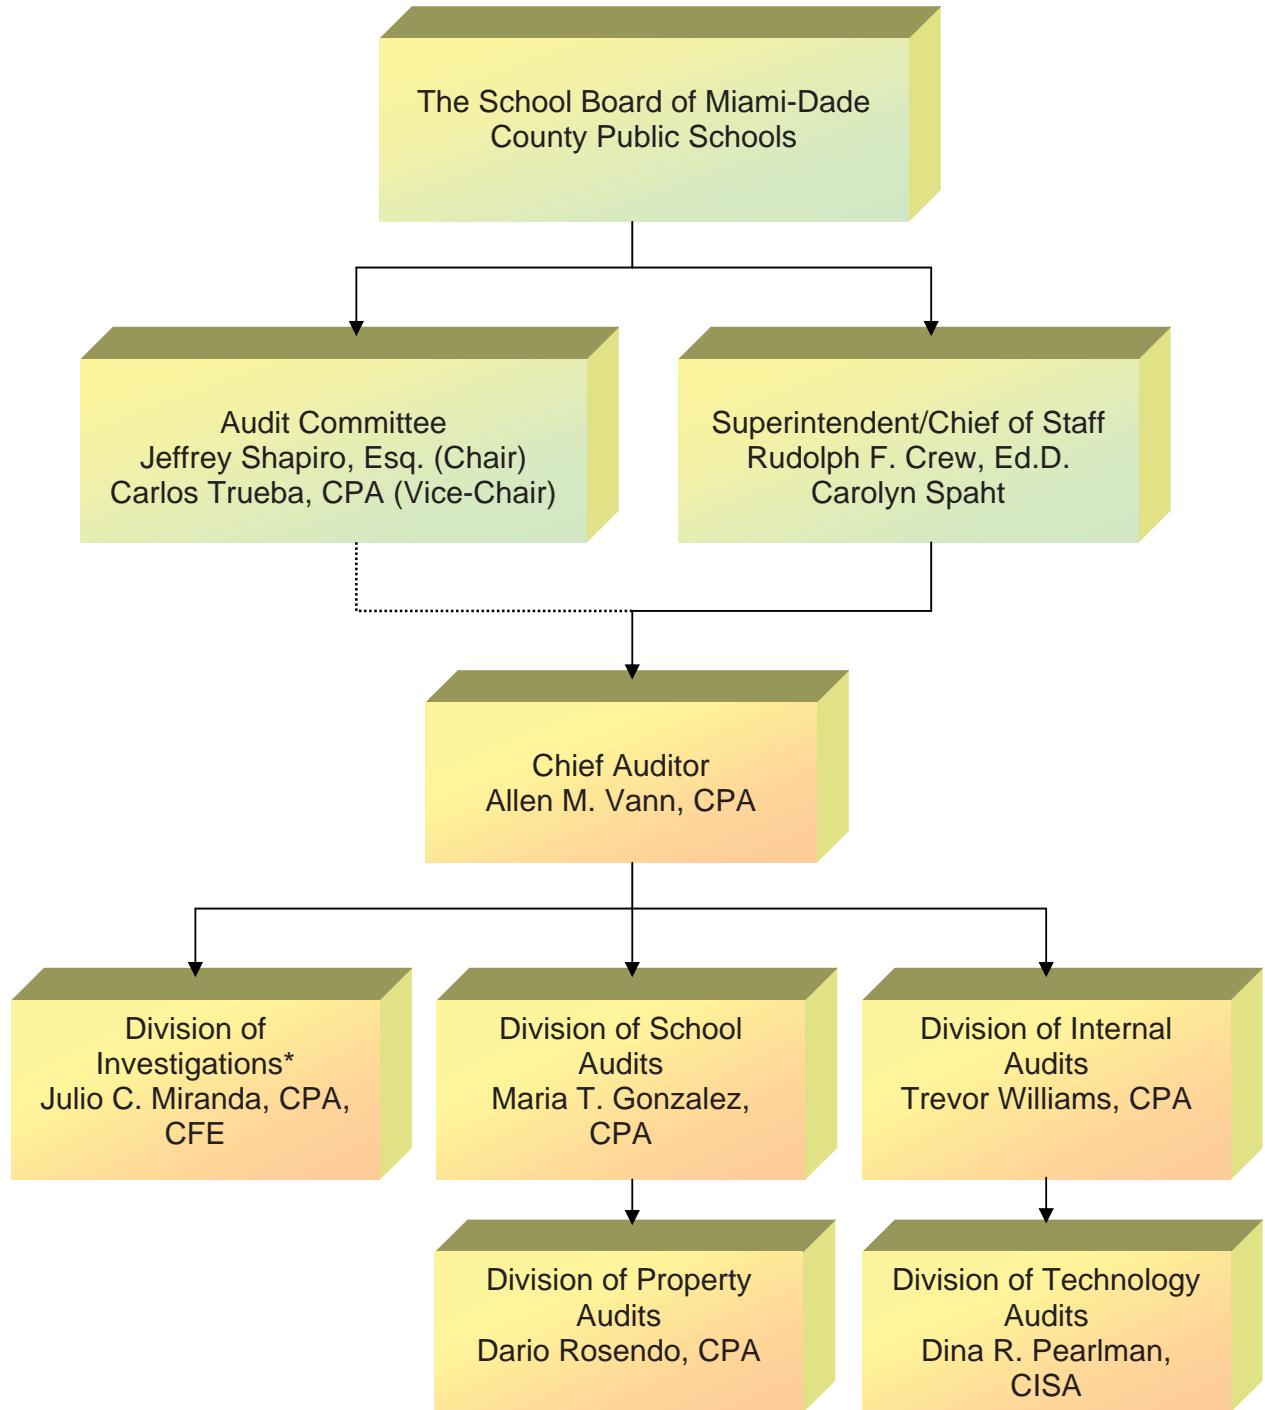 The School Board of Miami-Dade
County Public Schools
Audit Committee
Jeffrey Shapiro, Esq. (Chair)
Carlos Trueba, CPA (Vice-Chair)
Superintendent/Chief of Staff
Rudolph F. Crew, Ed.D.
Carolyn Spaht
Chief Auditor
Allen M. Vann, CPA
Division of
Investigations*
Julio C. Miranda, CPA,
CFE
Division of School
Audits
Maria T. Gonzalez,
CPA
Division of Internal
Audits
Trevor Williams, CPA
Division of Property
Audits
Dario Rosendo, CPA
Division of Technology
Audits
Dina R. Pearlman,
CISA